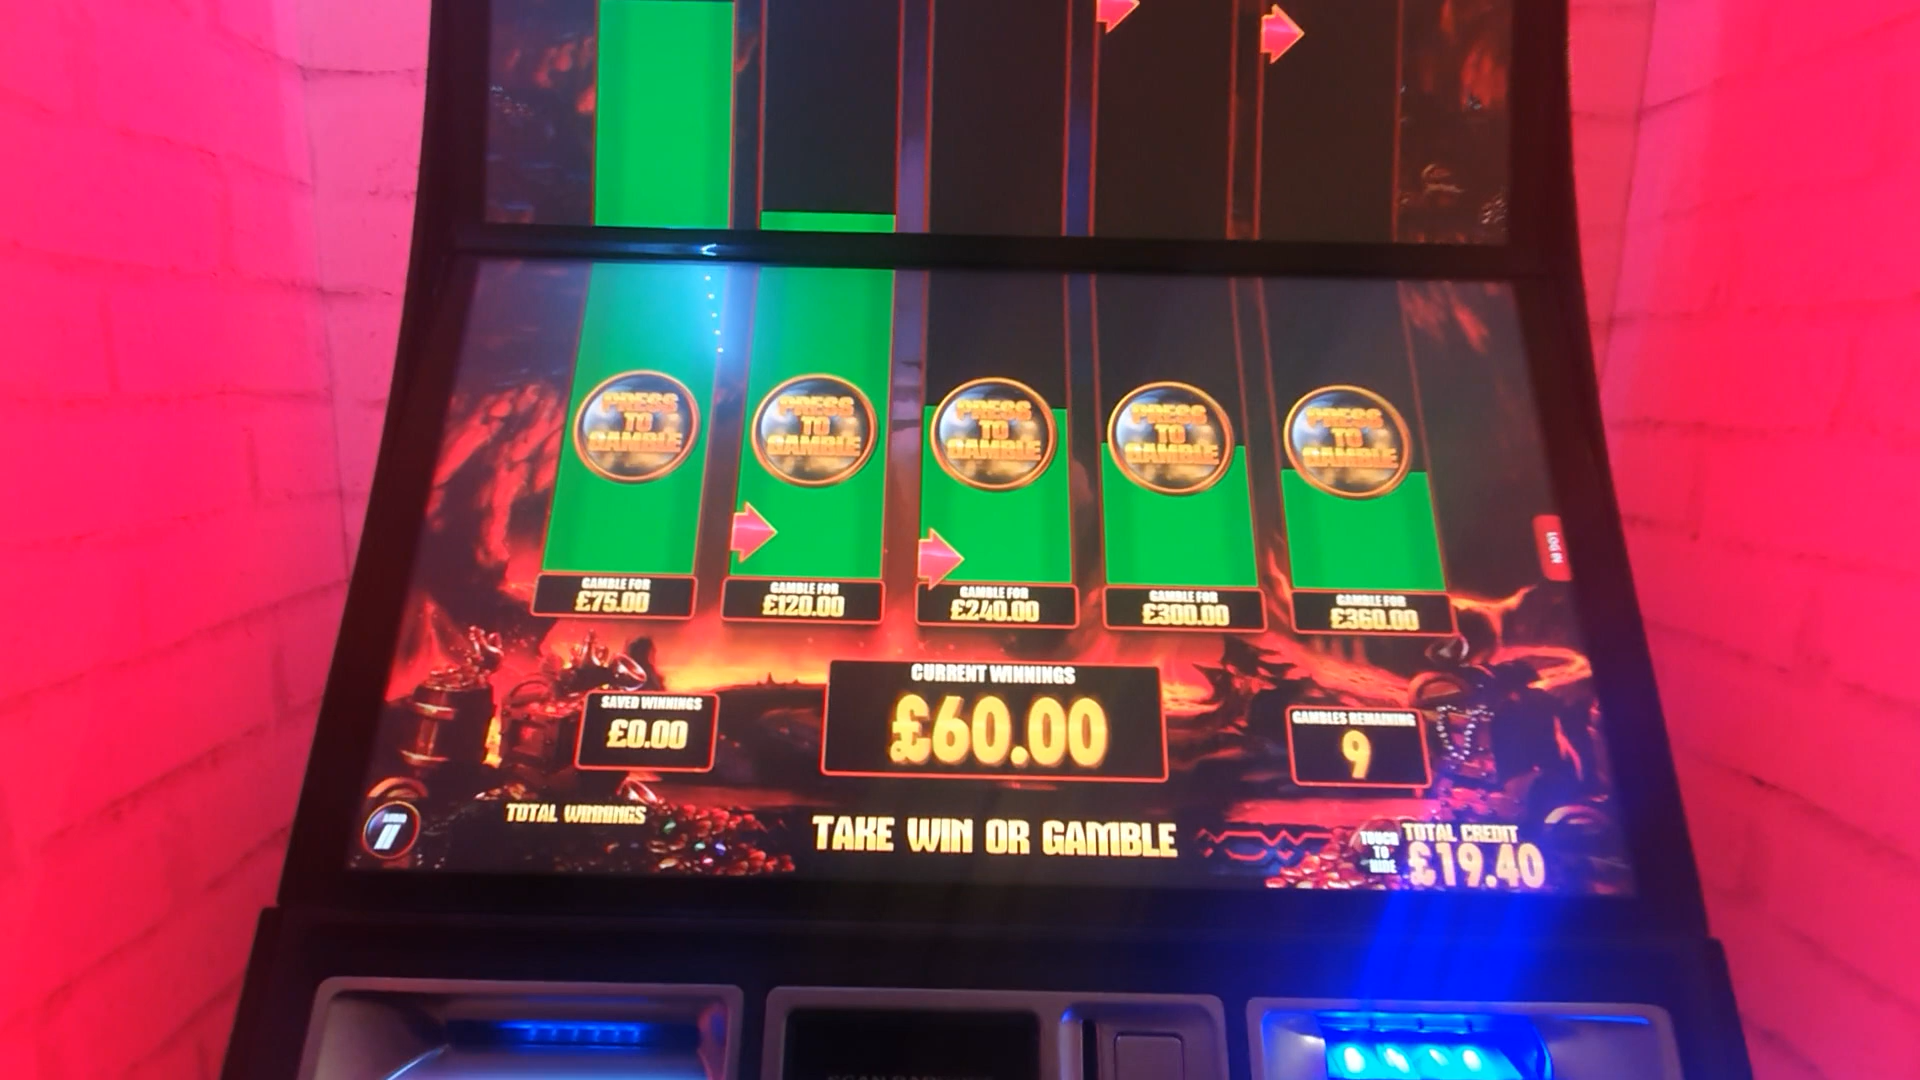 PRESS
TO
GAMBLE
PRESS
TO
GAMBLE
PRESS
TO
GAMBLE
PRESS
TO
GAMBLE
PRESS
TO
GAMBLE
GAMBLE FOR
£75.00
GAMBLE FOR
£120.00
GAMBLE FOR
£240.00
GAMBLE FOR
£300.00
GAMBLE FOR
£360.00
LOG IN
SAVED WINNINGS
£0.00
CURRENT WINNINGS
£60.00
GAMBLES REMAINING
9
TOTAL WINNINGS
TAKE WIN OR GAMBLE
TOUCH
TO
HIDE
TOTAL CREDIT
£19.40